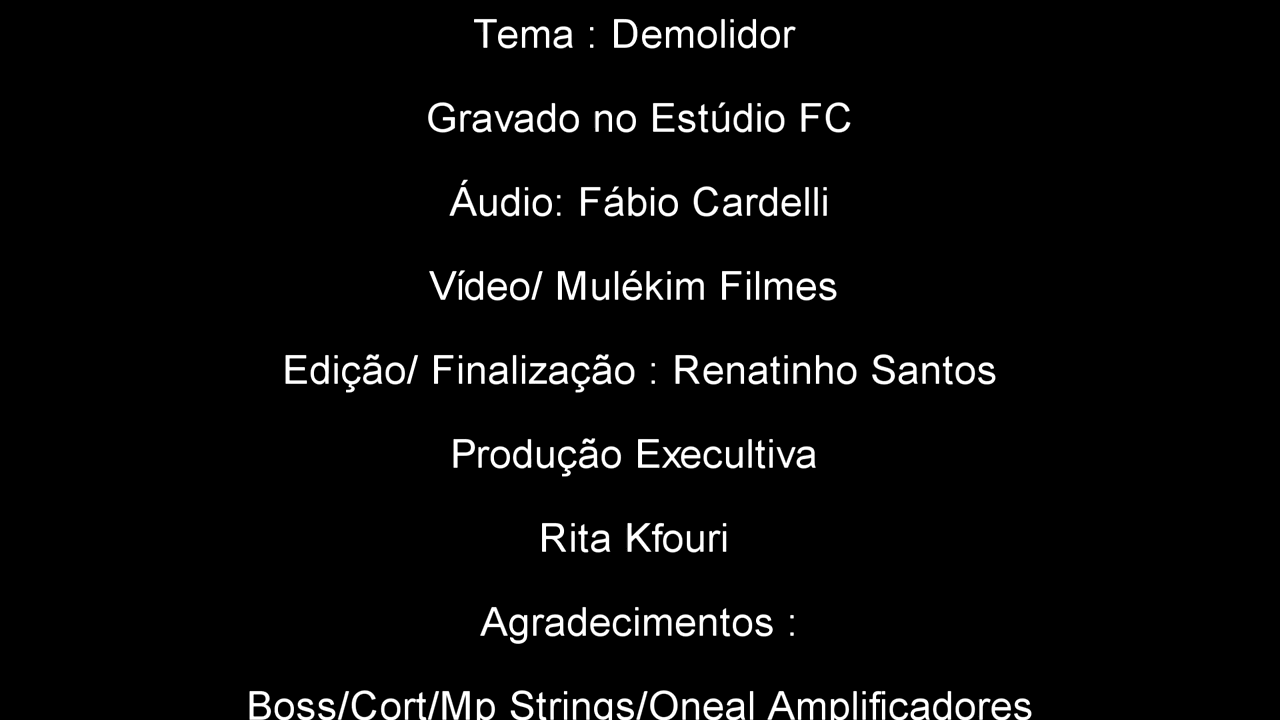 Tema : Demolidor
Gravado no Estúdio FC
Áudio: Fábio Cardelli
Vídeo/ Mulékim Filmes
Edição/ Finalização : Renatinho Santos
Produção Execultiva
Rita Kfouri
Agradecimentos :
Boss/Cort/Mp Strings/Oneal Amplificadores